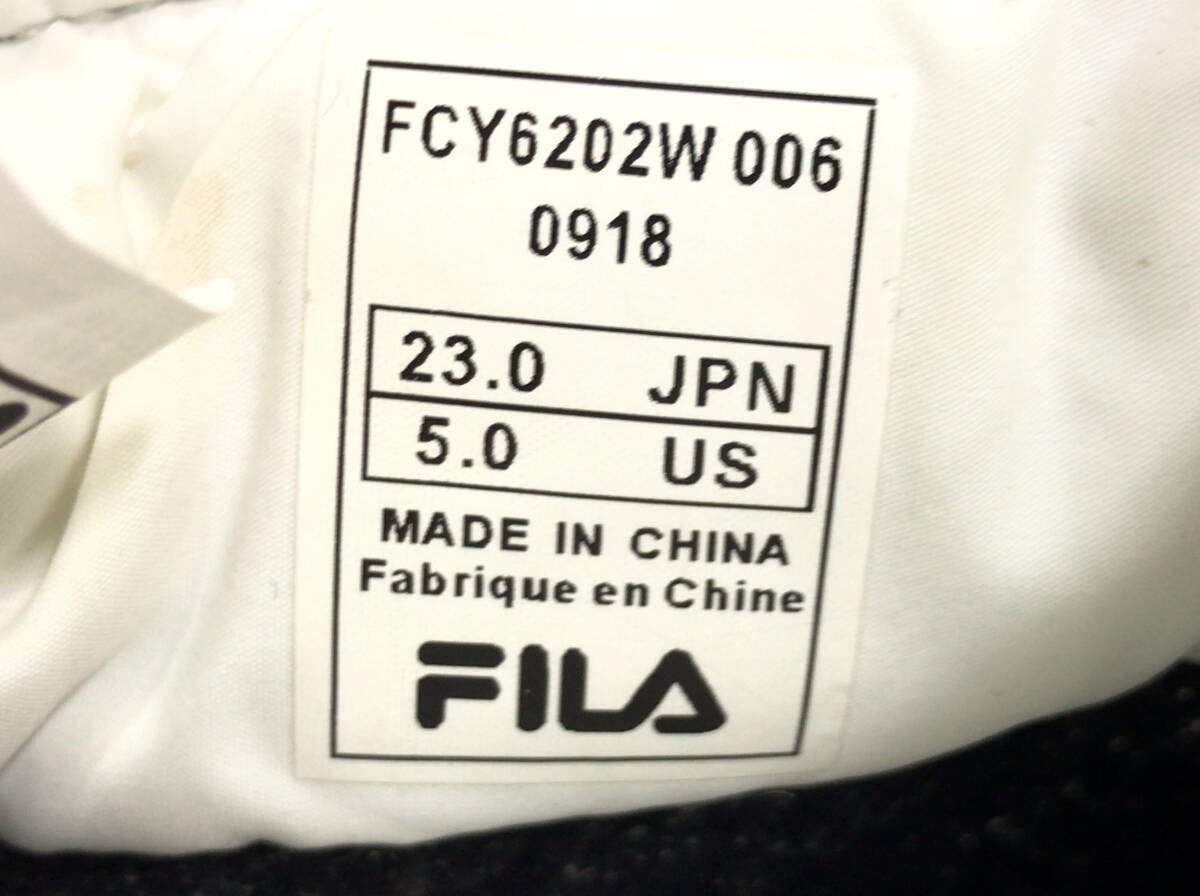 FCY6202W 006
0918
23.0 JPN
5.0 US
MADE IN CHINA
Fabrique en Chine
FILA